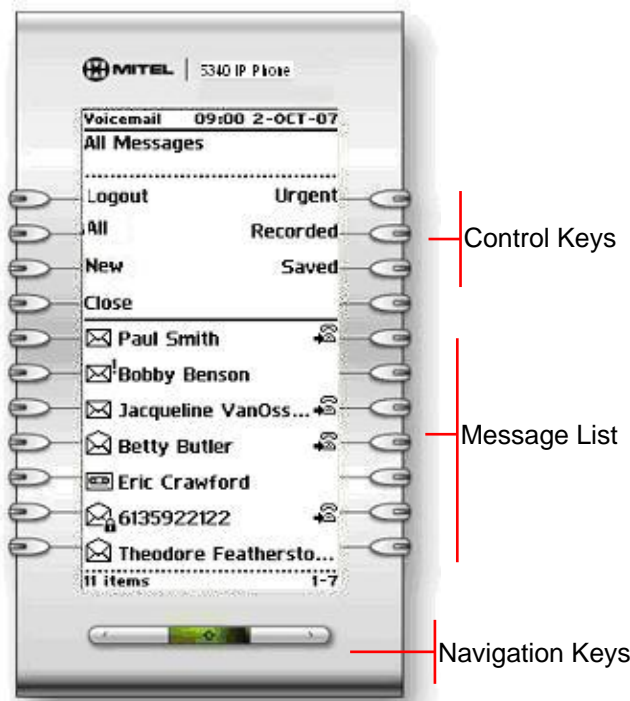 MITEL | 5340 IP Phone
Voicemail 09:00 2-OCT-07
All Messages
Logout Urgent
All Recorded
New Saved
Close
Paul Smith
! Bobby Benson
Jacqueline VanOss...
Betty Butler
Eric Crawford
6135922122
Theodore Feathersto...
11 items 1-7
Control Keys
Message List
Navigation Keys